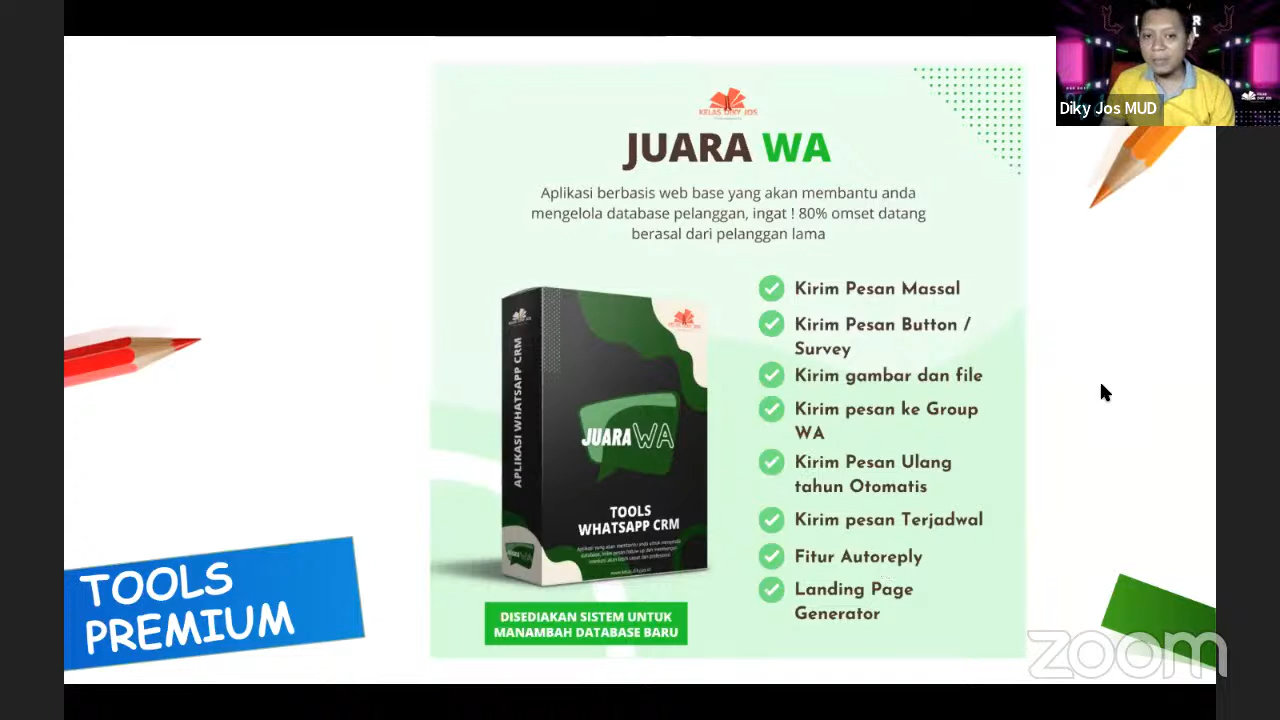 KELAS DIKY JOS
JUARA WA
Aplikasi berbasis web base yang akan membantu anda
mengelola database pelanggan, ingat ! 80% omset datang
berasal dari pelanggan lama
Diky Jos MUD
APLIKASI WHATSAPP CRM
JUARA WA
TOOLS
WHATSAPP CRM
DISEDIAKAN SISTEM UNTUK
MANAMBAH DATABASE BARU
Kirim Pesan Massal
Kirim Pesan Button /
Survey
Kirim gambar dan file
Kirim pesan ke Group
WA
Kirim Pesan Ulang
tahun Otomatis
Kirim pesan Terjadwal
Fitur Autoreply
Landing Page
Generator
TOOLS
PREMIUM
zoom